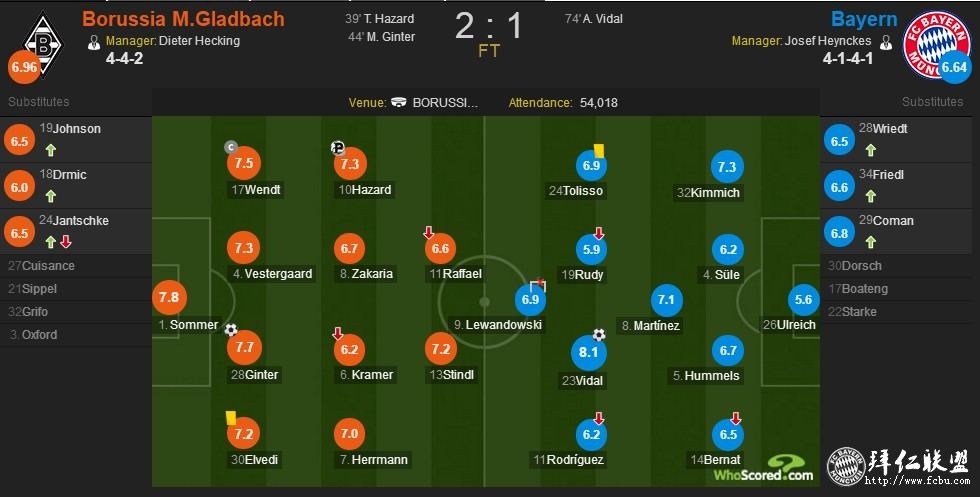 Borussia M.Gladbach
Manager: Dieter Hecking
4-4-2
6.96
39' T. Hazard
44' M. Ginter
2 : 1
FT
74' A. Vidal
Bayern
Manager: Josef Heynckes
4-1-4-1
FC BAYERN
MÜNCHEN
6.64
Substitutes
Venue: BORUSSI... Attendance: 54,018
Substitutes
6.5 19 Johnson
6.0 18 Drmic
6.5 24 Jantschke
27 Cuisance
21 Sippel
32 Grifo
3. Oxford
7.8
1. Sommer
C
7.5
17 Wendt
7.3
4. Vestergaard
7.7
28 Ginter
7.2
30 Elvedi
P
7.3
10 Hazard
6.7
8. Zakaria
6.2
6. Kramer
7.0
7. Herrmann
6.6
11 Raffael
7.2
13 Stindl
6.9
9. Lewandowski
6.9
24 Tolisso
5.9
19 Rudy
8.1
23 Vidal
6.2
11 Rodríguez
7.1
8. Martínez
7.3
32 Kimmich
6.2
4. Süle
6.7
5. Hummels
6.5
14 Bernat
5.6
26 Ulreich
6.5 28 Wriedt
6.6 34 Friedl
6.8 29 Coman
30 Dorsch
17 Boateng
22 Starke
WhoScored.com
拜仁联盟
http://www.fcbu.com